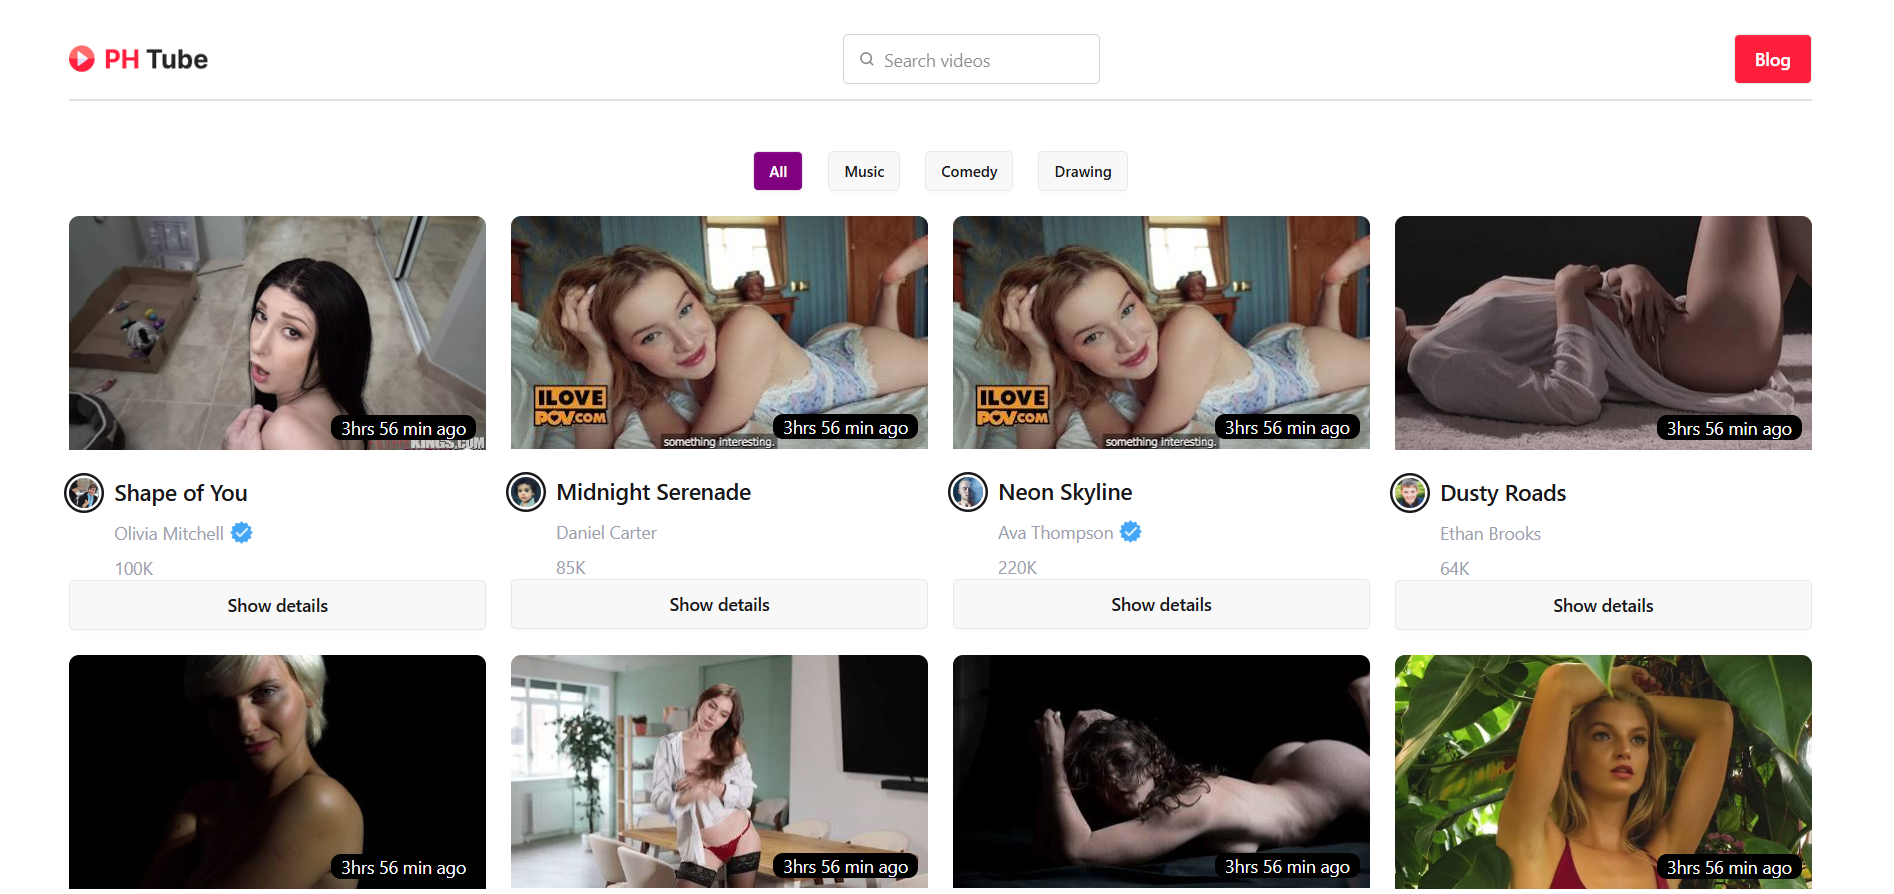 PH Tube
Search videos
Blog
All
Music
Comedy
Drawing
3hrs 56 min ago
KINGS.COM
ILOVE
POV.COM
something interesting.
3hrs 56 min ago
ILOVE
POV.COM
something interesting.
3hrs 56 min ago
3hrs 56 min ago
Shape of You
Olivia Mitchell
100K
Show details
Midnight Serenade
Daniel Carter
85K
Show details
Neon Skyline
Ava Thompson
220K
Show details
Dusty Roads
Ethan Brooks
64K
Show details
3hrs 56 min ago
3hrs 56 min ago
3hrs 56 min ago
3hrs 56 min ago